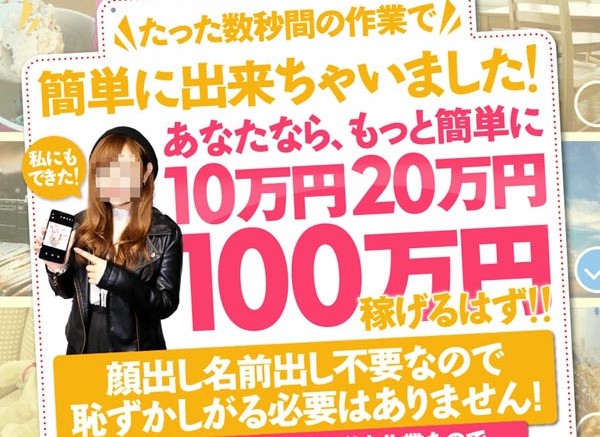 たった数秒間の作業で
簡単に出来ちゃいました!
私にも
できた!
あなたなら、もっと簡単に
10万円 20万円
100万円
稼げるはず!!
顔出し名前出し不要なので
恥ずかしがる必要はありません!